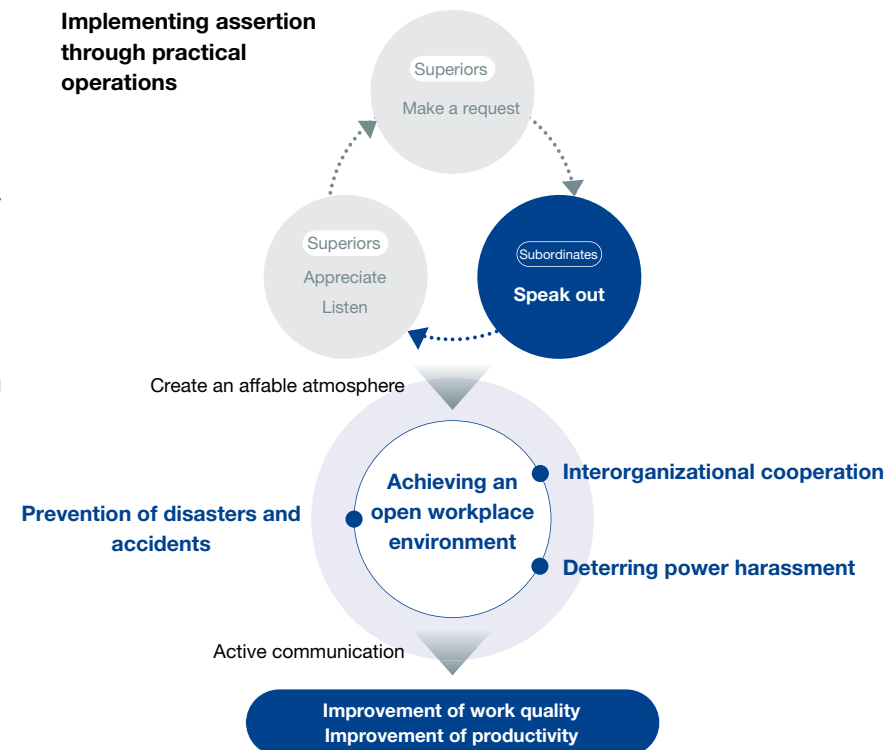 Implementing assertion
through practical
operations
Superiors
Make a request
Superiors
Appreciate
Listen
Subordinates
Speak out
Create an affable atmosphere
Achieving an
open workplace
environment
Interorganizational cooperation
Prevention of disasters and
accidents
Deterring power harassment
Active communication
Improvement of work quality
Improvement of productivity